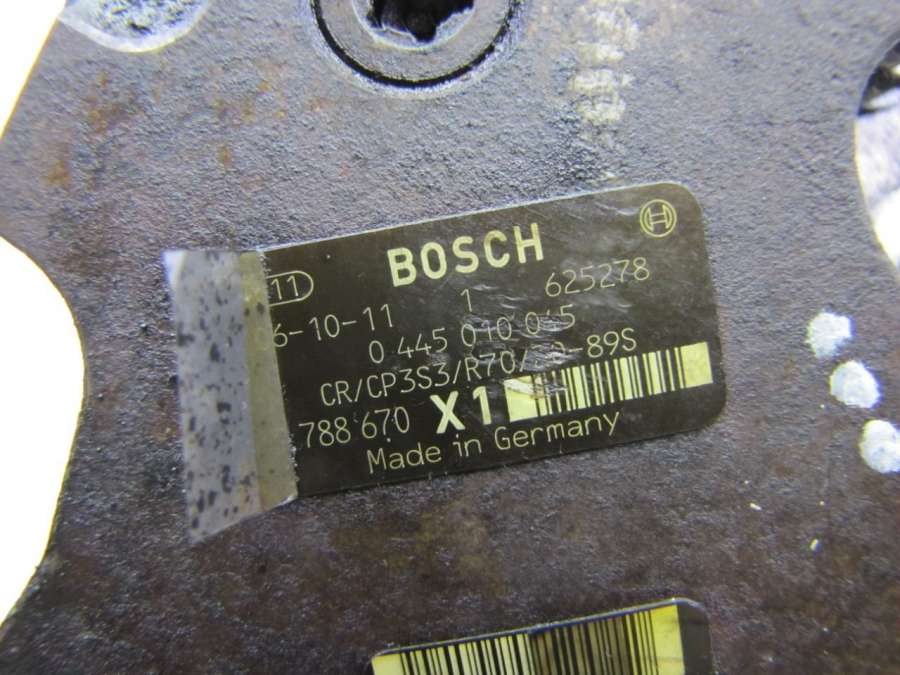 11 BOSCH
6-10-11 1 625278
0 445 010 045
CR/CP3S3/R70/ -89S
788 670 X1
Made in Germany